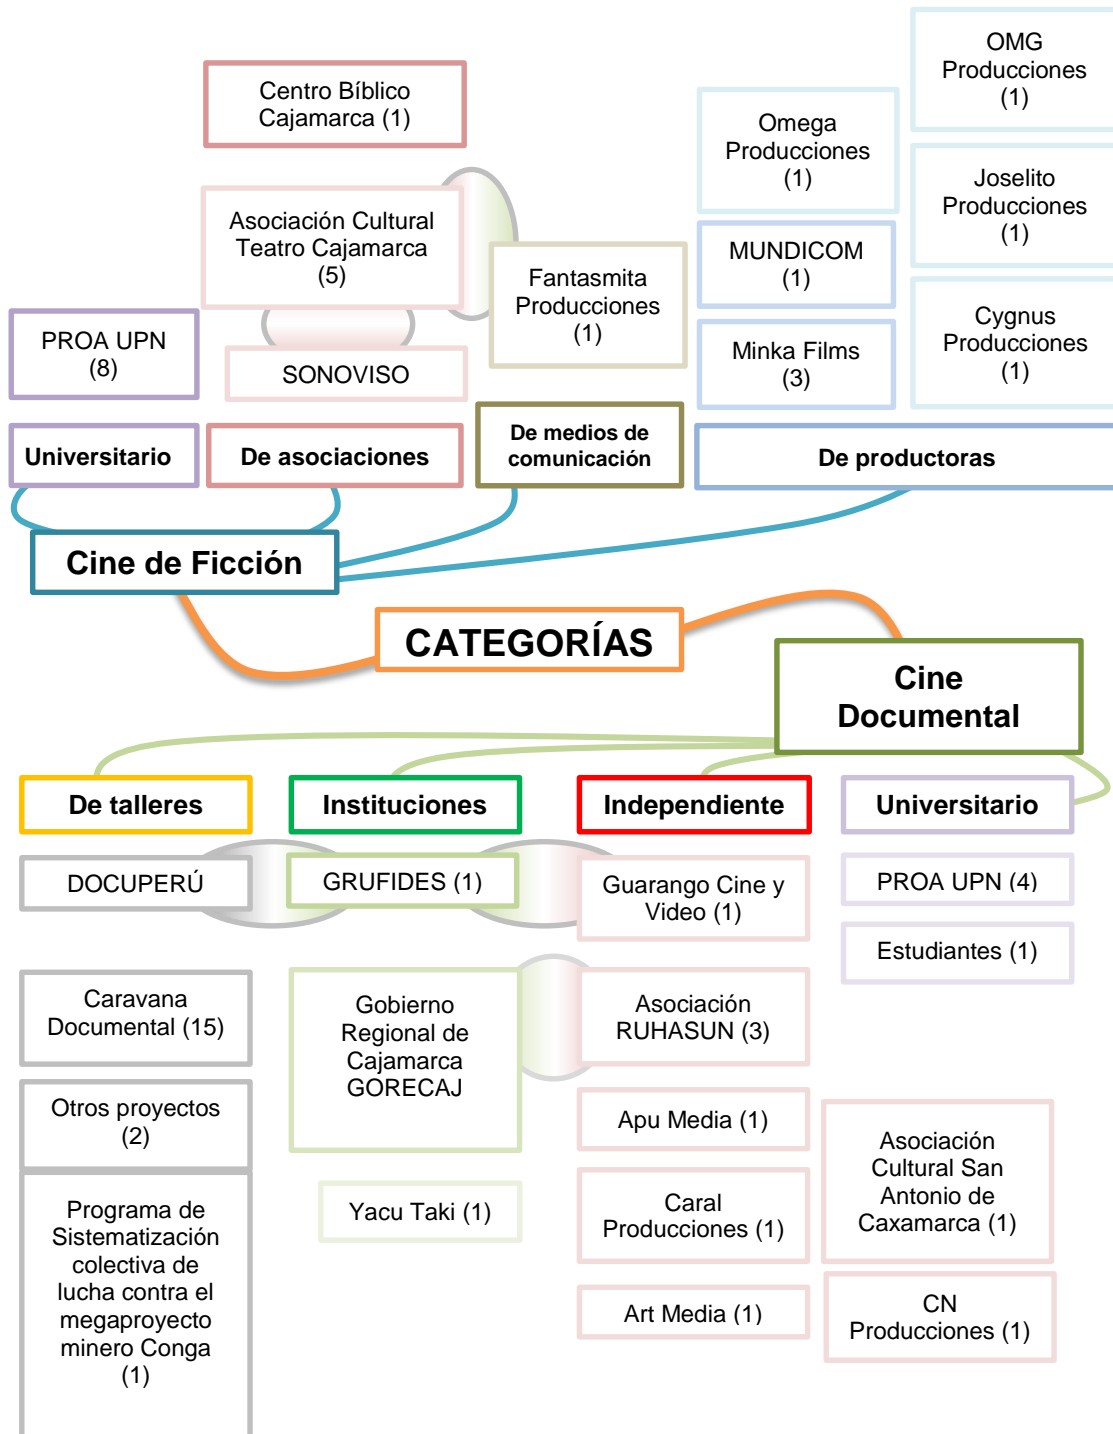 OMG
Producciones
(1)
Centro Bíblico
Cajamarca (1)
Omega
Producciones
(1)
Joselito
Producciones
(1)
Asociación Cultural
Teatro Cajamarca
(5)
MUNDICOM
(1)
Fantasmita
Producciones
(1)
Cygnus
Producciones
(1)
PROA UPN
(8)
SONOVISO
Minka Films
(3)
Universitario
De asociaciones
De medios de
comunicación
De productoras
Cine de Ficción
CATEGORÍAS
Cine
Documental
De talleres
Instituciones
Independiente
Universitario
DOCUPERÚ
GRUFIDES (1)
Guarango Cine y
Video (1)
PROA UPN (4)
Estudiantes (1)
Caravana
Documental (15)
Gobierno
Regional de
Cajamarca
GORECAJ
Asociación
RUHASUN (3)
Otros proyectos
(2)
Apu Media (1)
Asociación
Cultural San
Antonio de
Caxamarca (1)
Programa de
Sistematización
colectiva de
lucha contra el
megaproyecto
minero Conga
(1)
Yacu Taki (1)
Caral
Producciones (1)
Art Media (1)
CN
Producciones (1)